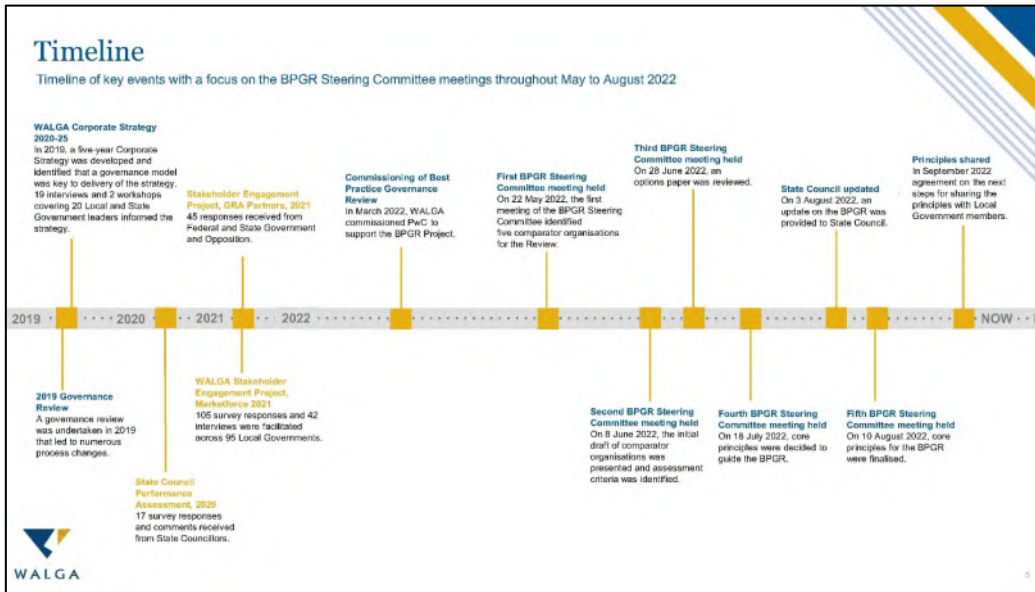 Timeline
Timeline of key events with a focus on the BPGR Steering Committee meetings throughout May to August 2022
WALGA Corporate Strategy
2020-25
In 2019, a five-year Corporate
Strategy was developed and
identified that a governance model
was key to delivery of the strategy.
19 interviews and 2 workshops
covering 20 Local and State
Government leaders informed the
strategy.
Stakeholder Engagement
Project, GRA Partners, 2021
45 responses received from
Federal and State Government
and Opposition.
Commissioning of Best
Practice Governance
Review
In March 2022, WALGA
commissioned PwC to
support the BPGR Project.
First BPGR Steering
Committee meeting held
On 22 May 2022, the first
meeting of the BPGR Steering
Committee identified
five comparator organisations
for the Review.
Third BPGR Steering
Committee meeting held
On 28 June 2022, an
options paper was reviewed.
State Council updated
On 3 August 2022, an
update on the BPGR was
provided to State Council.
Principles shared
In September 2022
agreement on the next
steps for sharing the
principles with Local
Government members.
2019 2020 2021 2022 NOW
2019 Governance
Review
A governance review
was undertaken in 2019
that led to numerous
process changes.
State Council
Performance
Assessment, 2020
17 survey responses
and comments received
from State Councillors.
WALGA Stakeholder
Engagement Project,
Marketforce 2021
105 survey responses and 42
interviews were facilitated
across 95 Local Governments.
Second BPGR Steering
Committee meeting held
On 8 June 2022, the initial
draft of comparator
organisations was
presented and assessment
criteria was identified.
Fourth BPGR Steering
Committee meeting held
On 18 July 2022, core
principles were decided to
guide the BPGR.
Fifth BPGR Steering
Committee meeting held
On 10 August 2022, core
principles for the BPGR
were finalised.
WALGA
5